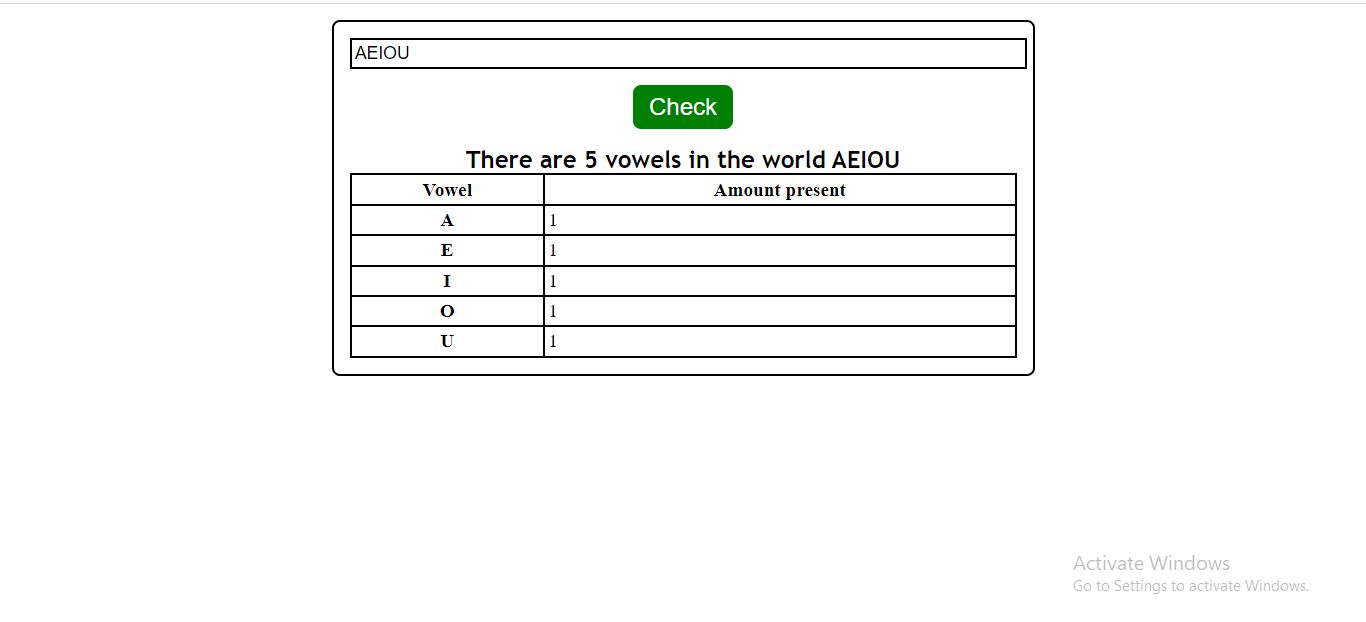 AEIOU
Check
There are 5 vowels in the world AEIOU
Vowel Amount present
A 1
E 1
I 1
O 1
U 1
Activate Windows
Go to Settings to activate Windows.